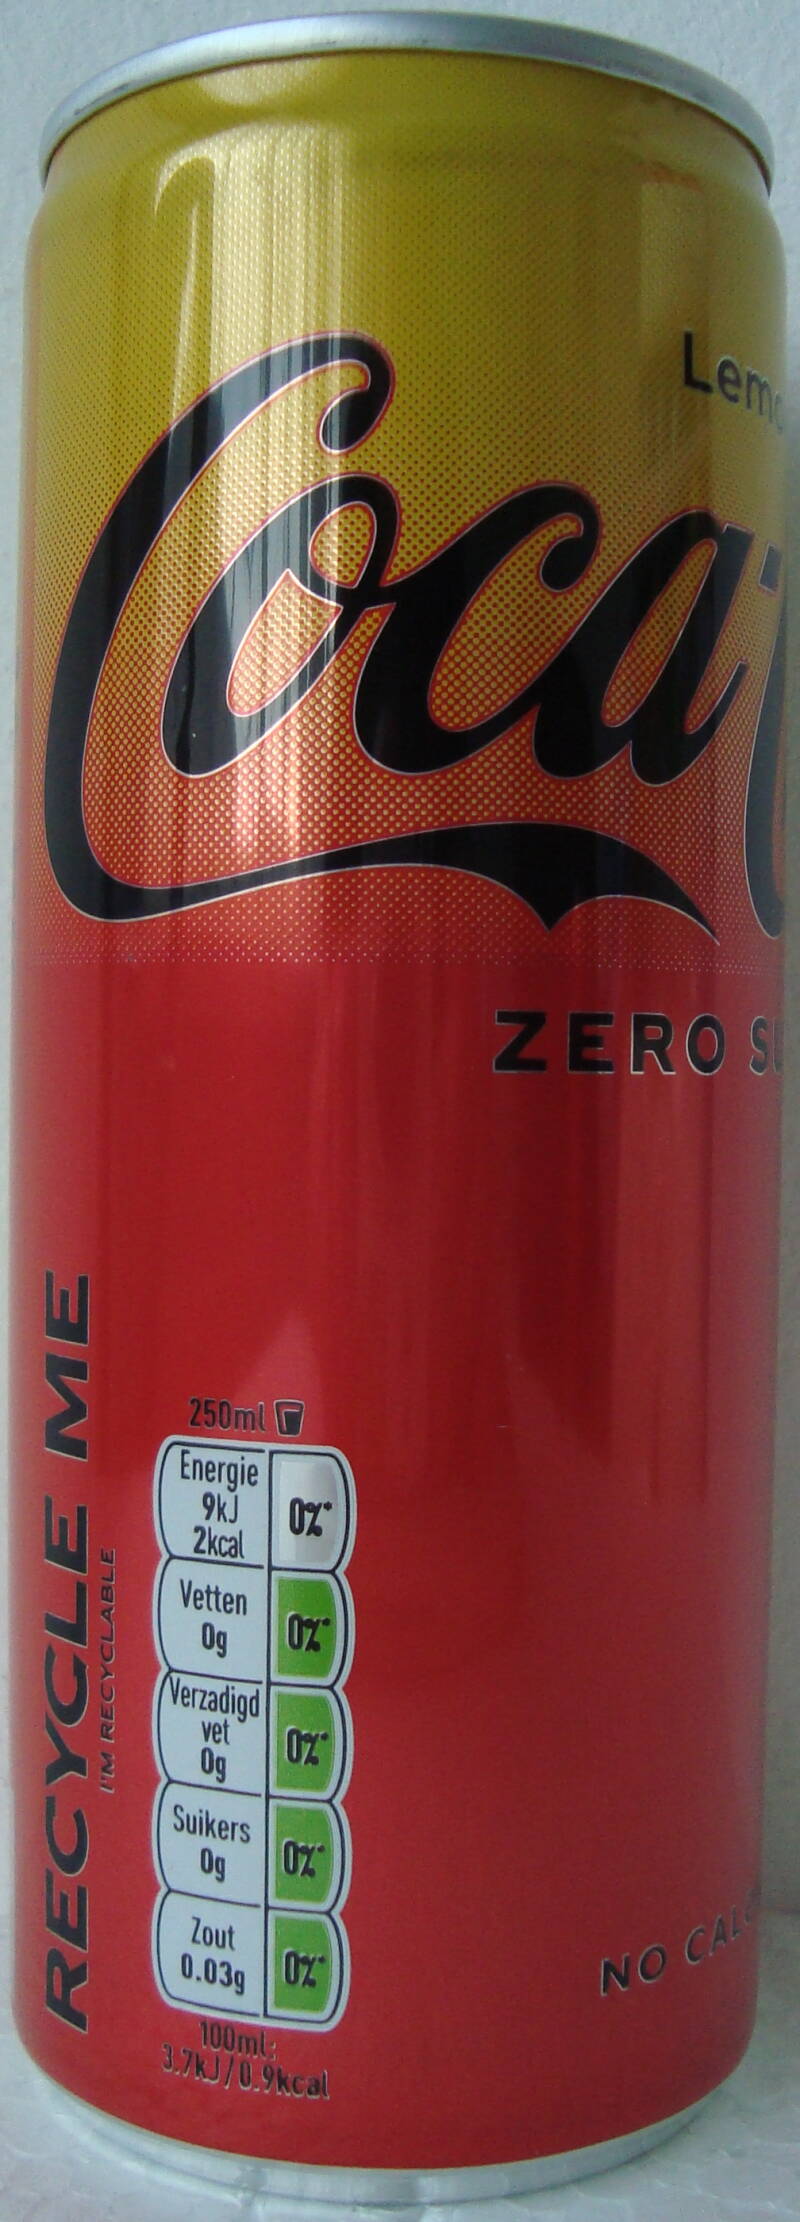 Lemo
Coca
ZERO SU
RECYCLE ME
I'M RECYCLABLE
250ml
Energie
9kJ
2kcal
0%*
Vetten
0g
0%*
Verzadigd
vet
0g
0%*
Suikers
0g
0%*
Zout
0.03g
0%*
100ml:
3.7kJ/0.9kcal
NO CALO